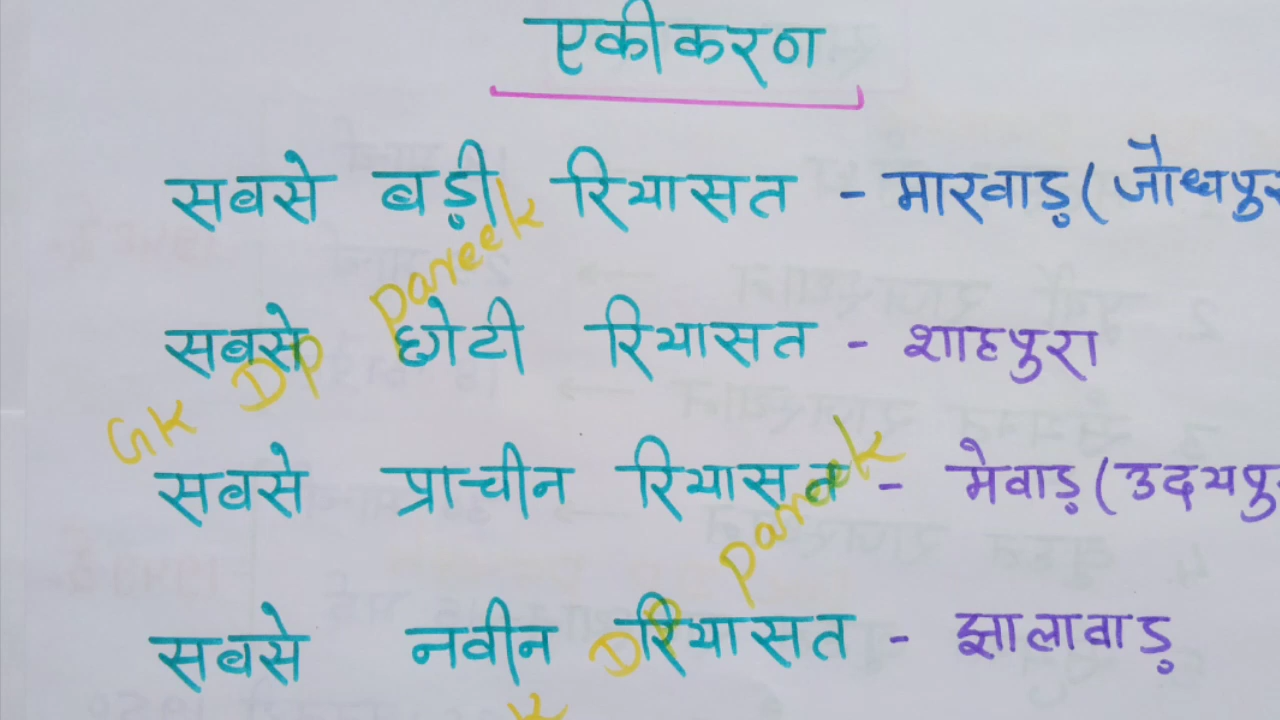 एकीकरण
सबसे बड़ी रियासत - मारवाड़ (जौधपुर
सबसे छोटी रियासत - शाहपुरा
सबसे प्राचीन रियासत - मेवाड़ (उदयपु
सबसे नवीन रियासत - झालावाड़
GK DP Pareek
DP Pareek
K